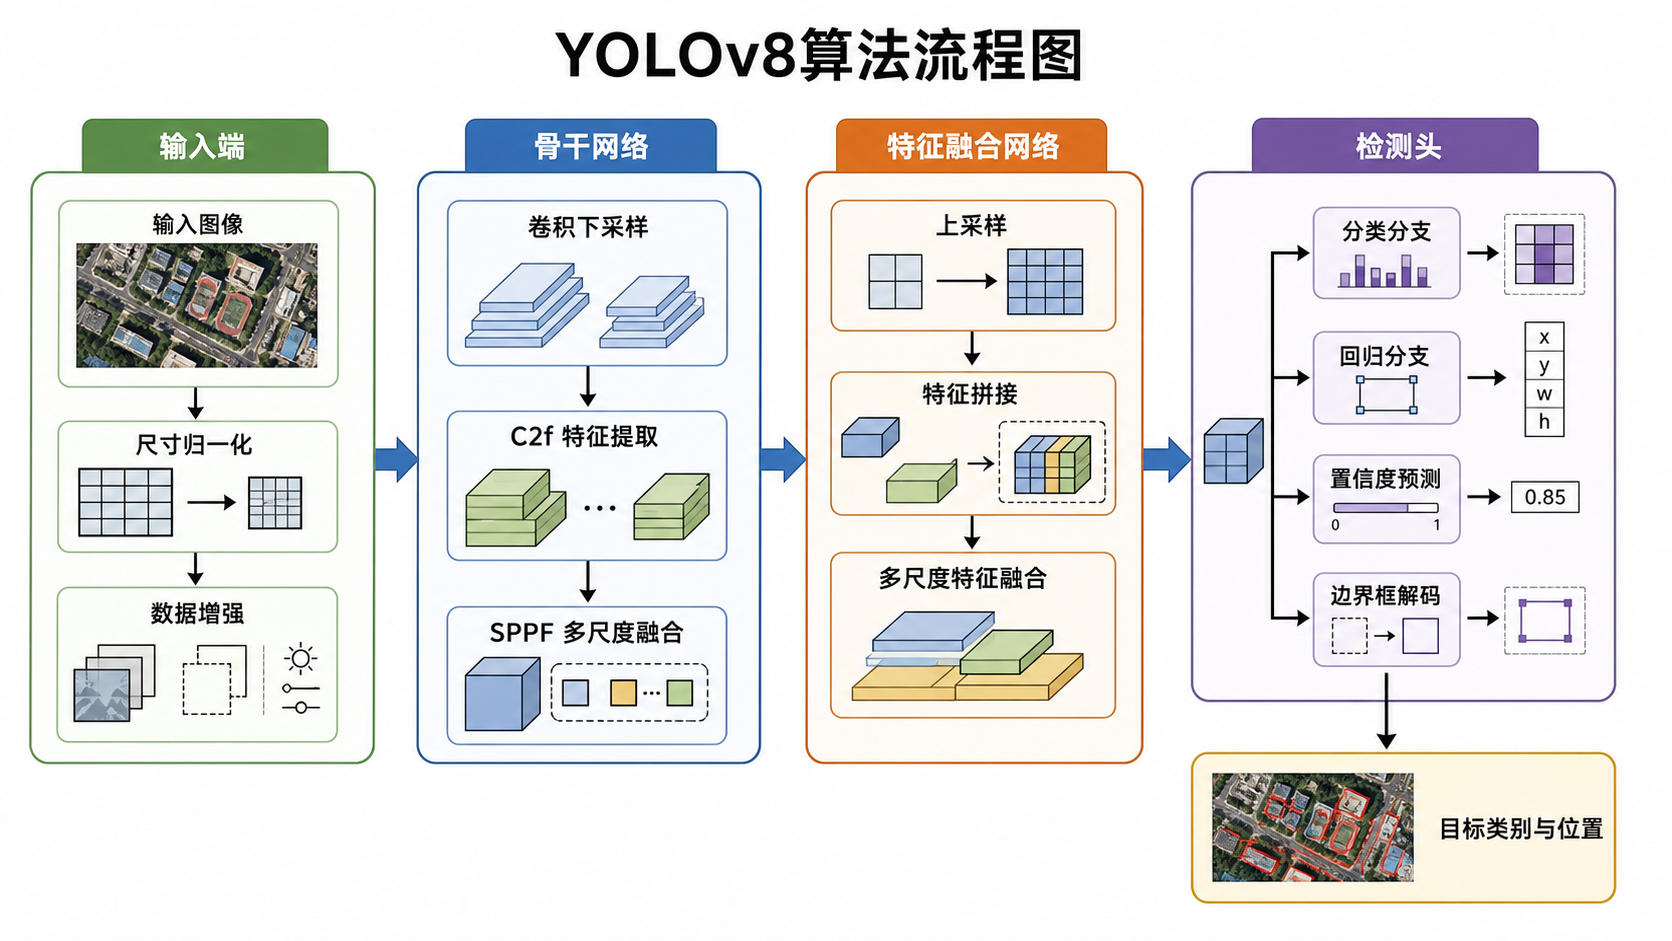 YOLOv8算法流程图
输入端
输入图像
尺寸归一化
数据增强
骨干网络
卷积下采样
C2f 特征提取
...
SPPF 多尺度融合
...
特征融合网络
上采样
特征拼接
多尺度特征融合
检测头
分类分支
回归分支
x
y
w
h
置信度预测
0 1
0.85
边界框解码
目标类别与位置